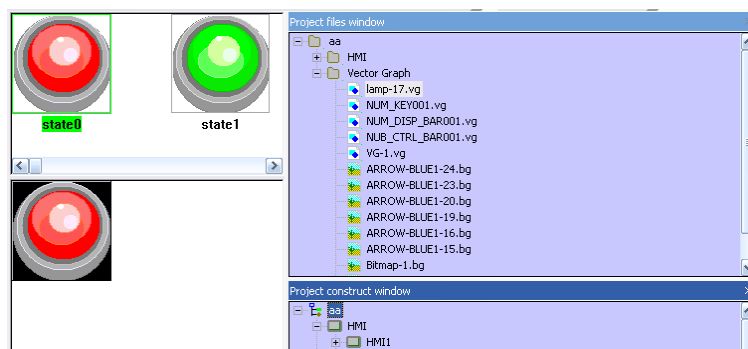 state0
state1
Project files window
aa
HMI
Vector Graph
lamp-17.vg
NUM_KEY001.vg
NUM_DISP_BAR001.vg
NUB_CTRL_BAR001.vg
VG-1.vg
ARROW-BLUE1-24.bg
ARROW-BLUE1-23.bg
ARROW-BLUE1-20.bg
ARROW-BLUE1-19.bg
ARROW-BLUE1-16.bg
ARROW-BLUE1-15.bg
Bitmap-1.bg
Project construct window
aa
HMI
HMI1